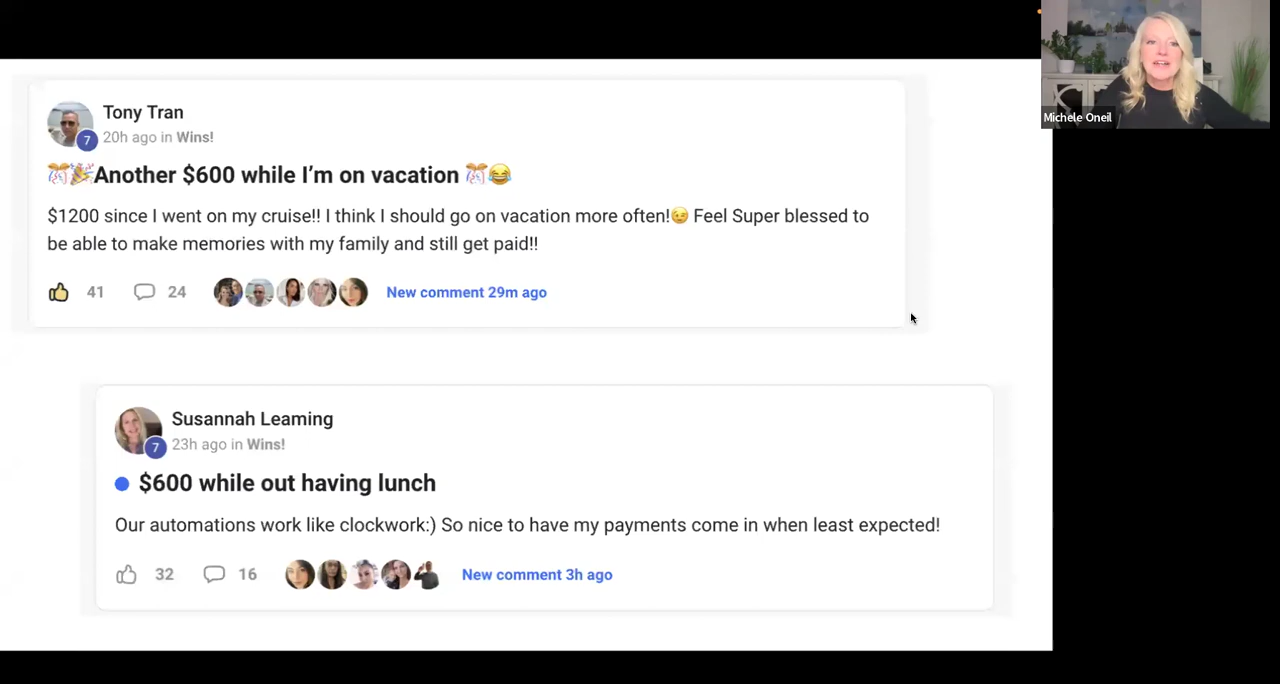 Michele Oneil
Tony Tran
7
20h ago in Wins!
🎊🎉Another $600 while I’m on vacation 🎊😂
$1200 since I went on my cruise!! I think I should go on vacation more often!😉 Feel Super blessed to
be able to make memories with my family and still get paid!!
41 24 New comment 29m ago
Susannah Leaming
7
23h ago in Wins!
$600 while out having lunch
Our automations work like clockwork:) So nice to have my payments come in when least expected!
32 16 New comment 3h ago